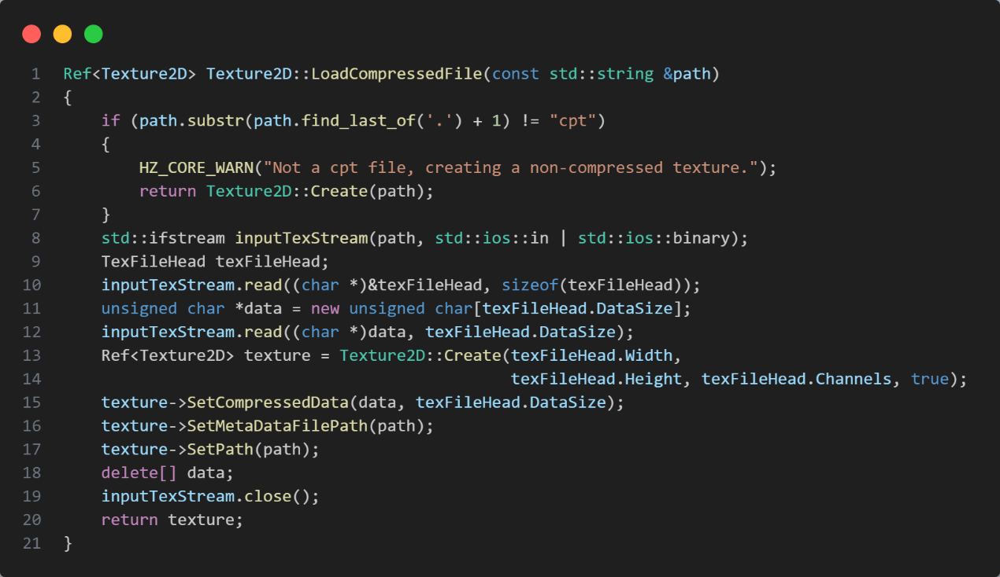 1 Ref<Texture2D> Texture2D::LoadCompressedFile(const std::string &path)
2 {
3     if (path.substr(path.find_last_of('.') + 1) != "cpt")
4     {
5         HZ_CORE_WARN("Not a cpt file, creating a non-compressed texture.");
6         return Texture2D::Create(path);
7     }
8     std::ifstream inputTexStream(path, std::ios::in | std::ios::binary);
9     TexFileHead texFileHead;
10     inputTexStream.read((char *)&texFileHead, sizeof(texFileHead));
11     unsigned char *data = new unsigned char[texFileHead.DataSize];
12     inputTexStream.read((char *)data, texFileHead.DataSize);
13     Ref<Texture2D> texture = Texture2D::Create(texFileHead.Width,
14                                                texFileHead.Height, texFileHead.Channels, true);
15     texture->SetCompressedData(data, texFileHead.DataSize);
16     texture->SetMetaDataFilePath(path);
17     texture->SetPath(path);
18     delete[] data;
19     inputTexStream.close();
20     return texture;
21 }